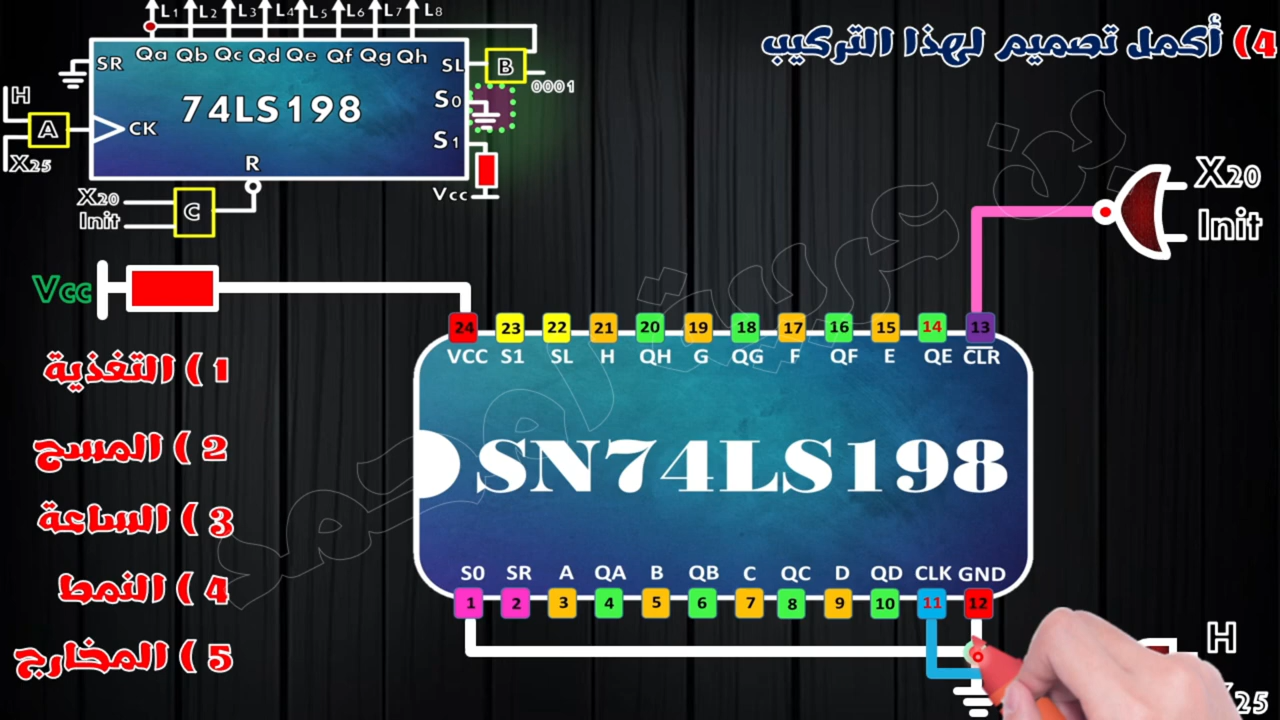 L1 L2 L3 L4 L5 L6 L7 L8
4) أكمل تصميم لهذا التركيب
SR Qa Qb Qc Qd Qe Qf Qg Qh SL
B
0001
H
74LS198
S0
A
CK
S1
X25
R
Vcc
X20
Init
C
X20
Init
Vcc
24 23 22 21 20 19 18 17 16 15 14 13
VCC S1 SL H QH G QG F QF E QE CLR
1) التغذية
2) المسح
3) الساعة
4) النمط
5) المخارج
SN74LS198
S0 SR A QA B QB C QC D QD CLK GND
1 2 3 4 5 6 7 8 9 10 11 12
H
25
بن عريبة محمد